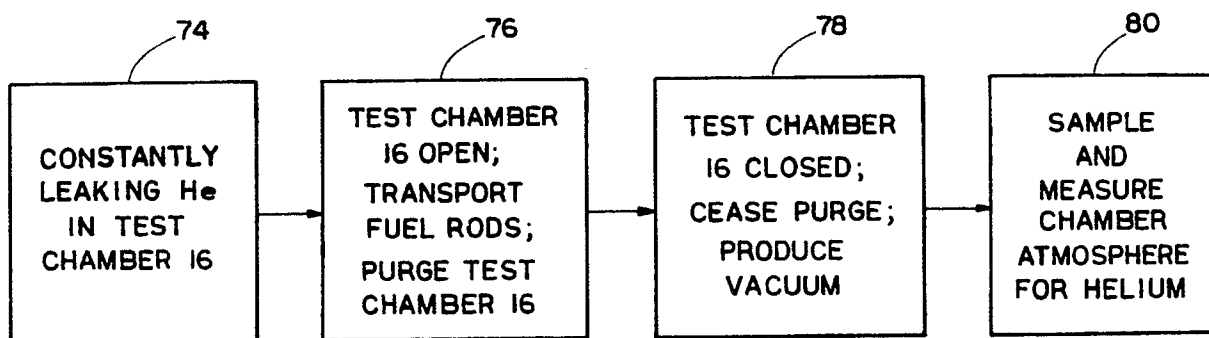 74
76
78
80
CONSTANTLY
LEAKING He
IN TEST
CHAMBER 16
TEST CHAMBER
16 OPEN;
TRANSPORT
FUEL RODS;
PURGE TEST
CHAMBER 16
TEST CHAMBER
16 CLOSED;
CEASE PURGE;
PRODUCE
VACUUM
SAMPLE
AND
MEASURE
CHAMBER
ATMOSPHERE
FOR HELIUM